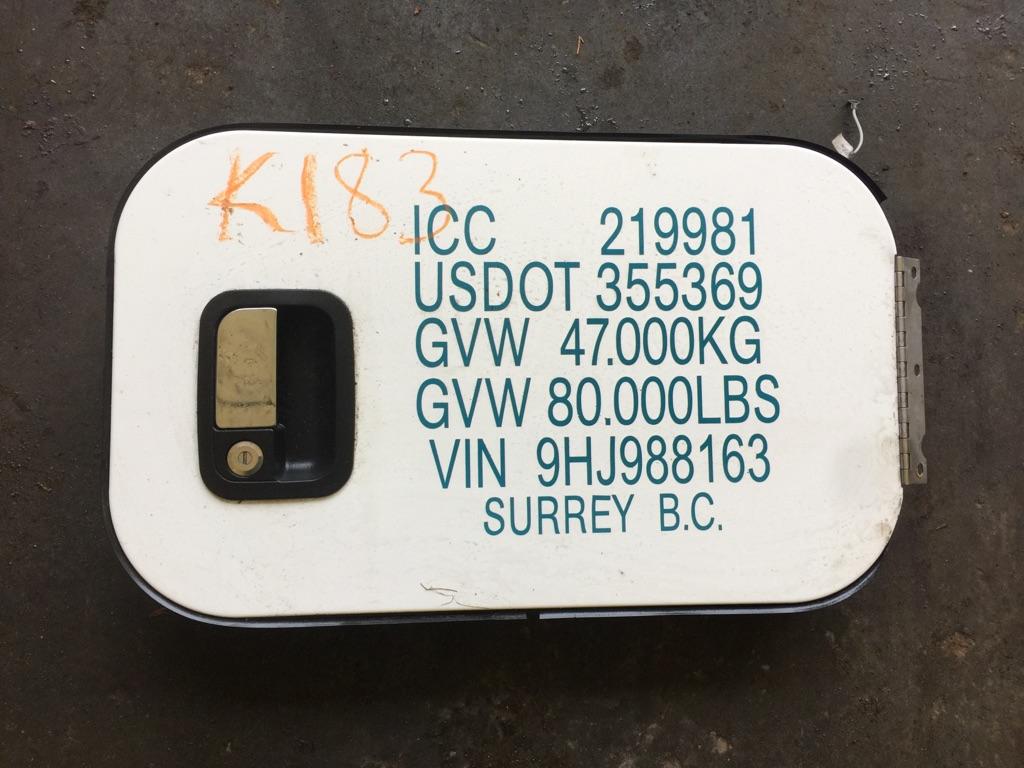 K183
ICC 219981
USDOT 355369
GVW 47.000KG
GVW 80.000LBS
VIN 9HJ988163
SURREY B.C.